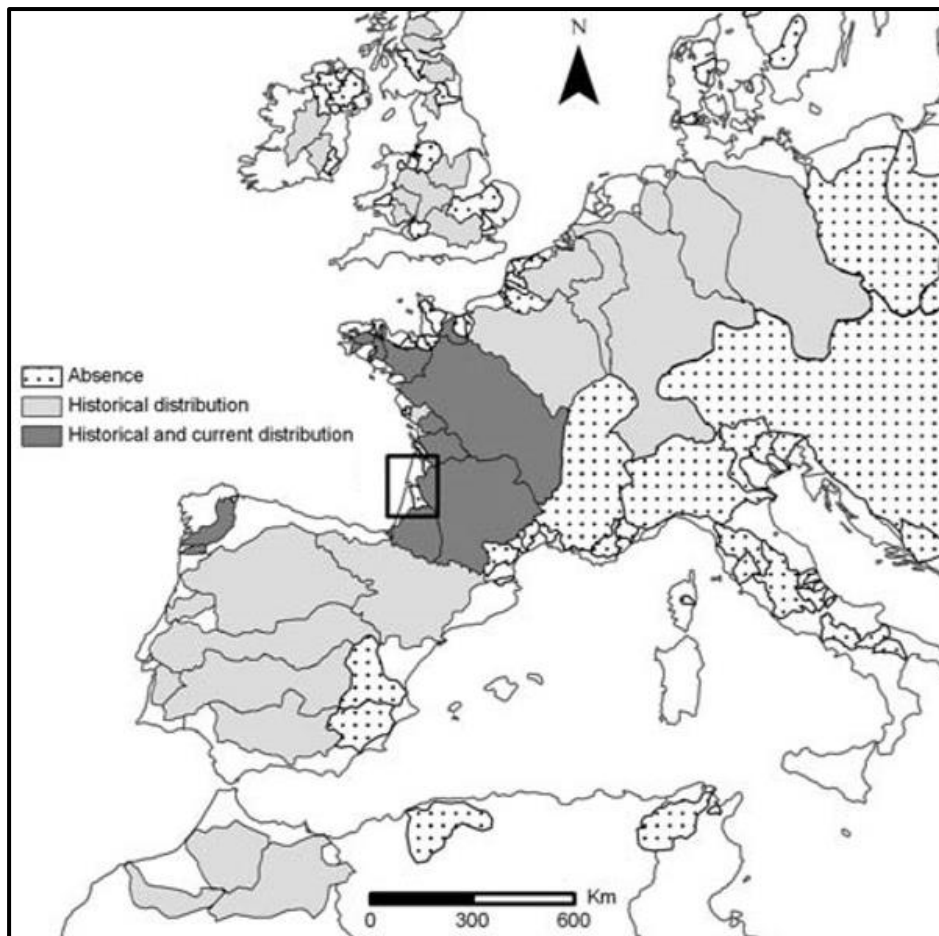 N
Absence
Historical distribution
Historical and current distribution
Km
0 300 600